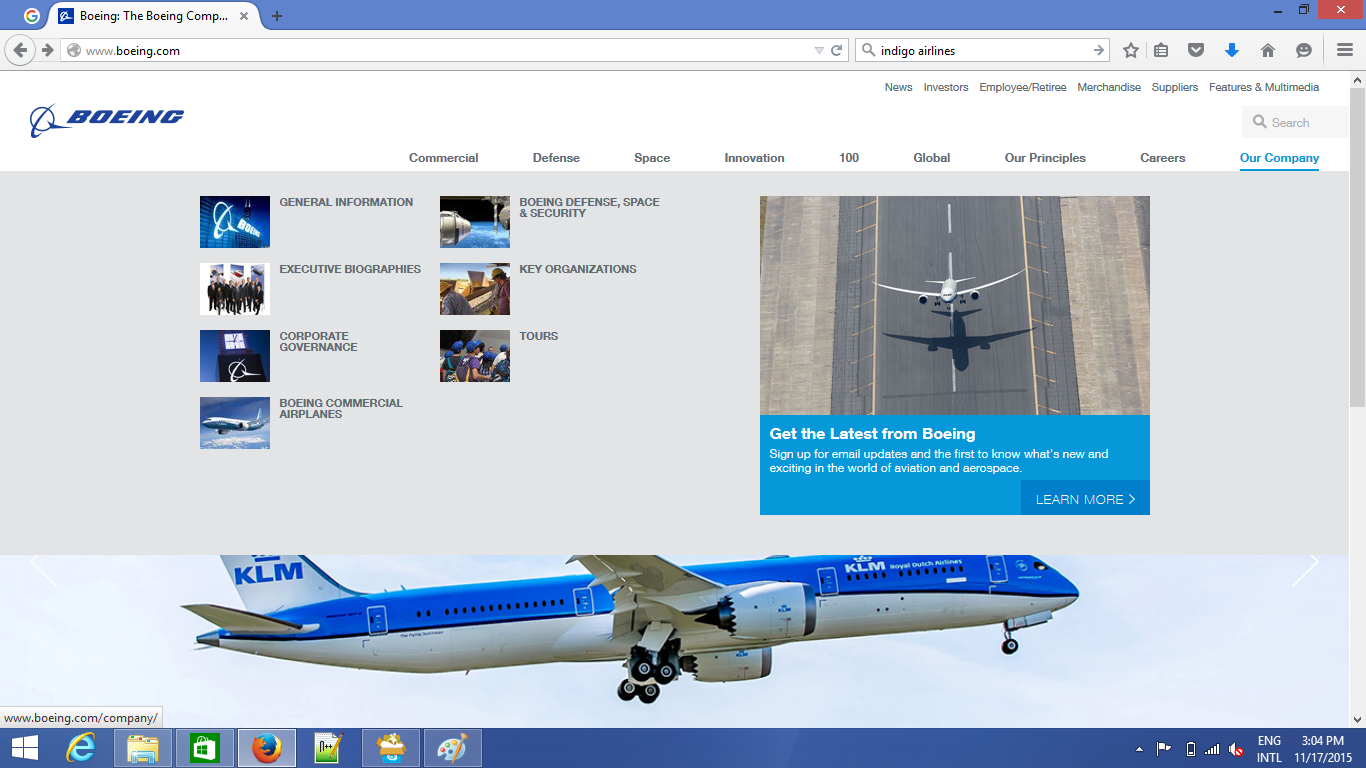 Boeing: The Boeing Comp...
www.boeing.com
indigo airlines
News Investors Employee/Retiree Merchandise Suppliers Features & Multimedia
BOEING
Search
Commercial Defense Space Innovation 100 Global Our Principles Careers Our Company
GENERAL INFORMATION
BOEING DEFENSE, SPACE
& SECURITY
EXECUTIVE BIOGRAPHIES
KEY ORGANIZATIONS
CORPORATE
GOVERNANCE
TOURS
BOEING COMMERCIAL
AIRPLANES
Get the Latest from Boeing
Sign up for email updates and the first to know what's new and
exciting in the world of aviation and aerospace.
LEARN MORE
KLM
KLM Royal Dutch Airlines
The Flying Dutchman
www.boeing.com/company/
ENG 3:04 PM
INTL 11/17/2015